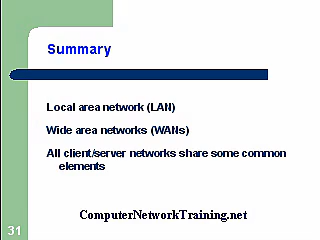 Summary
Local area network (LAN)
Wide area networks (WANs)
All client/server networks share some common
elements
31
ComputerNetworkTraining.net